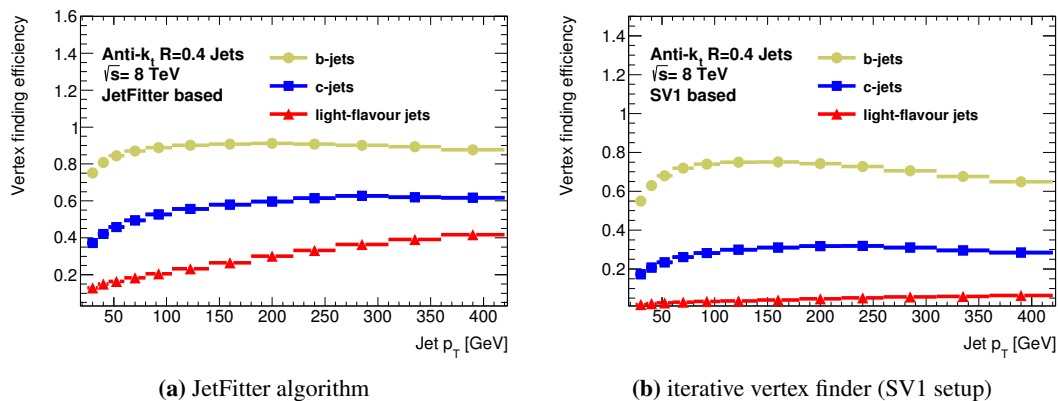 Vertex finding efficiency
1.6
1.4
1.2
1
0.8
0.6
0.4
0.2
Anti-k_t R=0.4 Jets
√s= 8 TeV
JetFitter based
b-jets
c-jets
light-flavour jets
50 100 150 200 250 300 350 400
Jet p_T [GeV]
(a) JetFitter algorithm
Vertex finding efficiency
1.4
1.2
1
0.8
0.6
0.4
0.2
Anti-k_t R=0.4 Jets
√s= 8 TeV
SV1 based
b-jets
c-jets
light-flavour jets
50 100 150 200 250 300 350 400
Jet p_T [GeV]
(b) iterative vertex finder (SV1 setup)